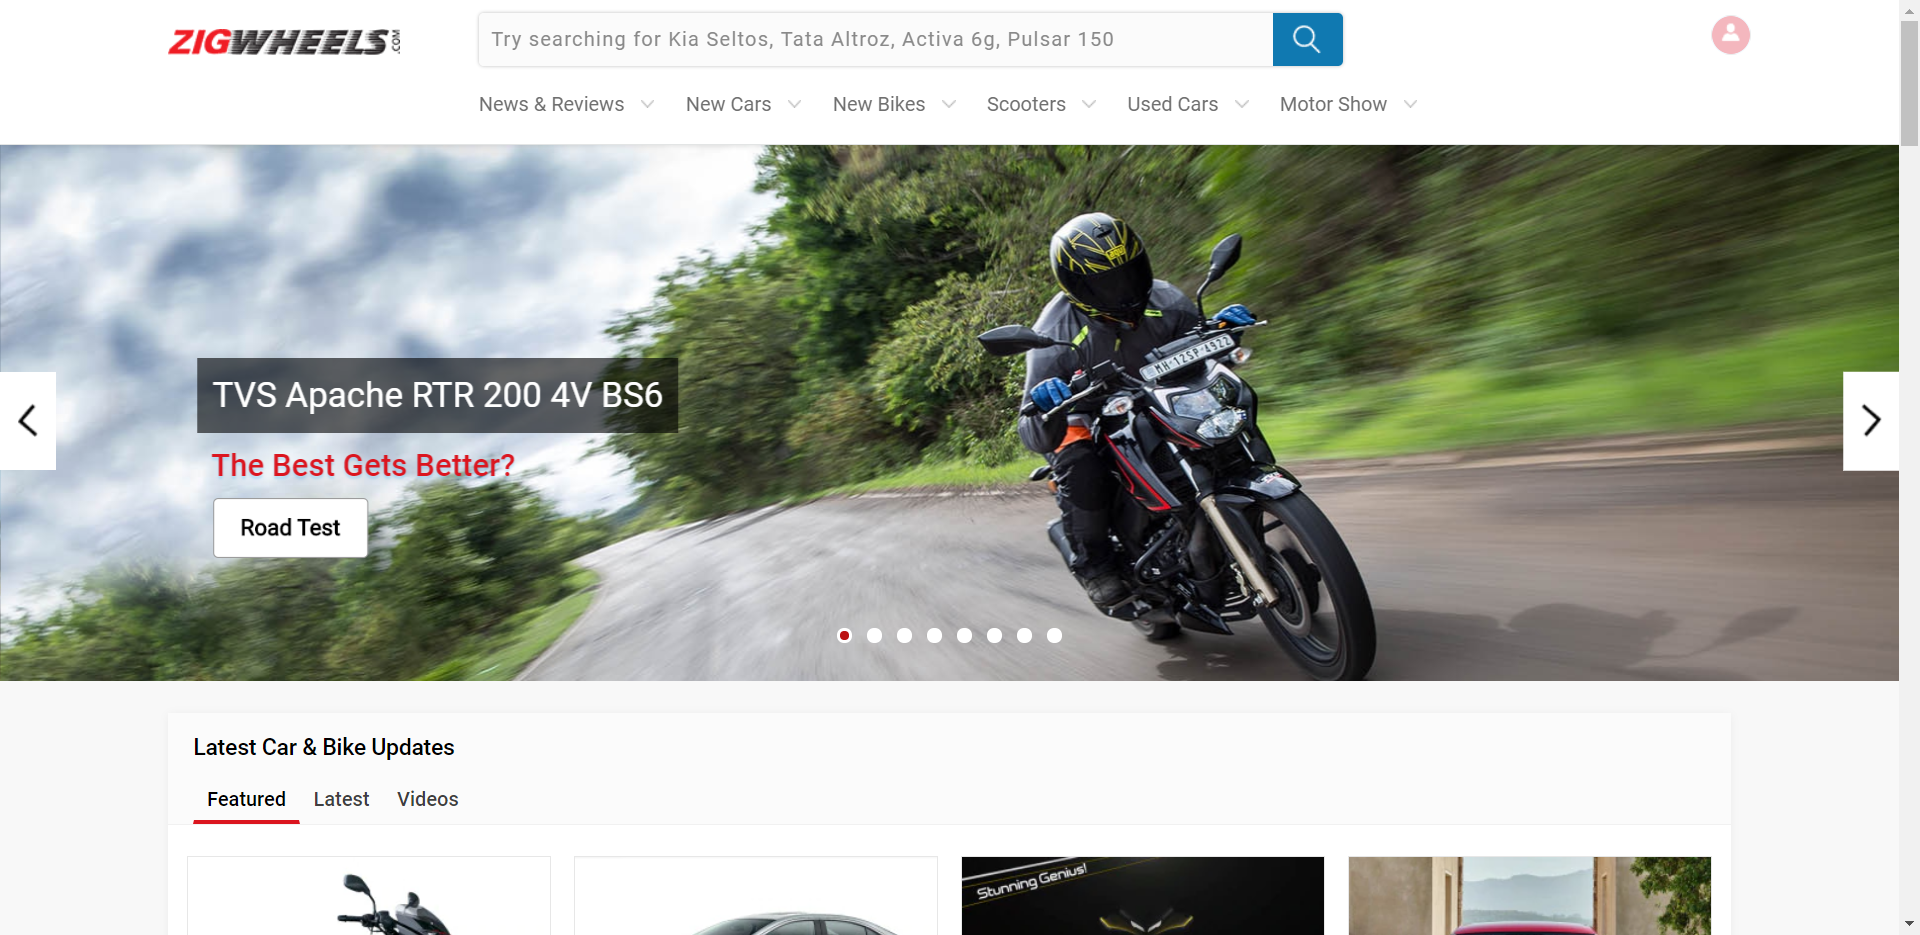 ZIGWHEELS.COM
Try searching for Kia Seltos, Tata Altroz, Activa 6g, Pulsar 150
News & Reviews New Cars New Bikes Scooters Used Cars Motor Show
MH-12SP-4922
TVS Apache RTR 200 4V BS6
The Best Gets Better?
Road Test
Latest Car & Bike Updates
Featured Latest Videos
Stunning Genius!